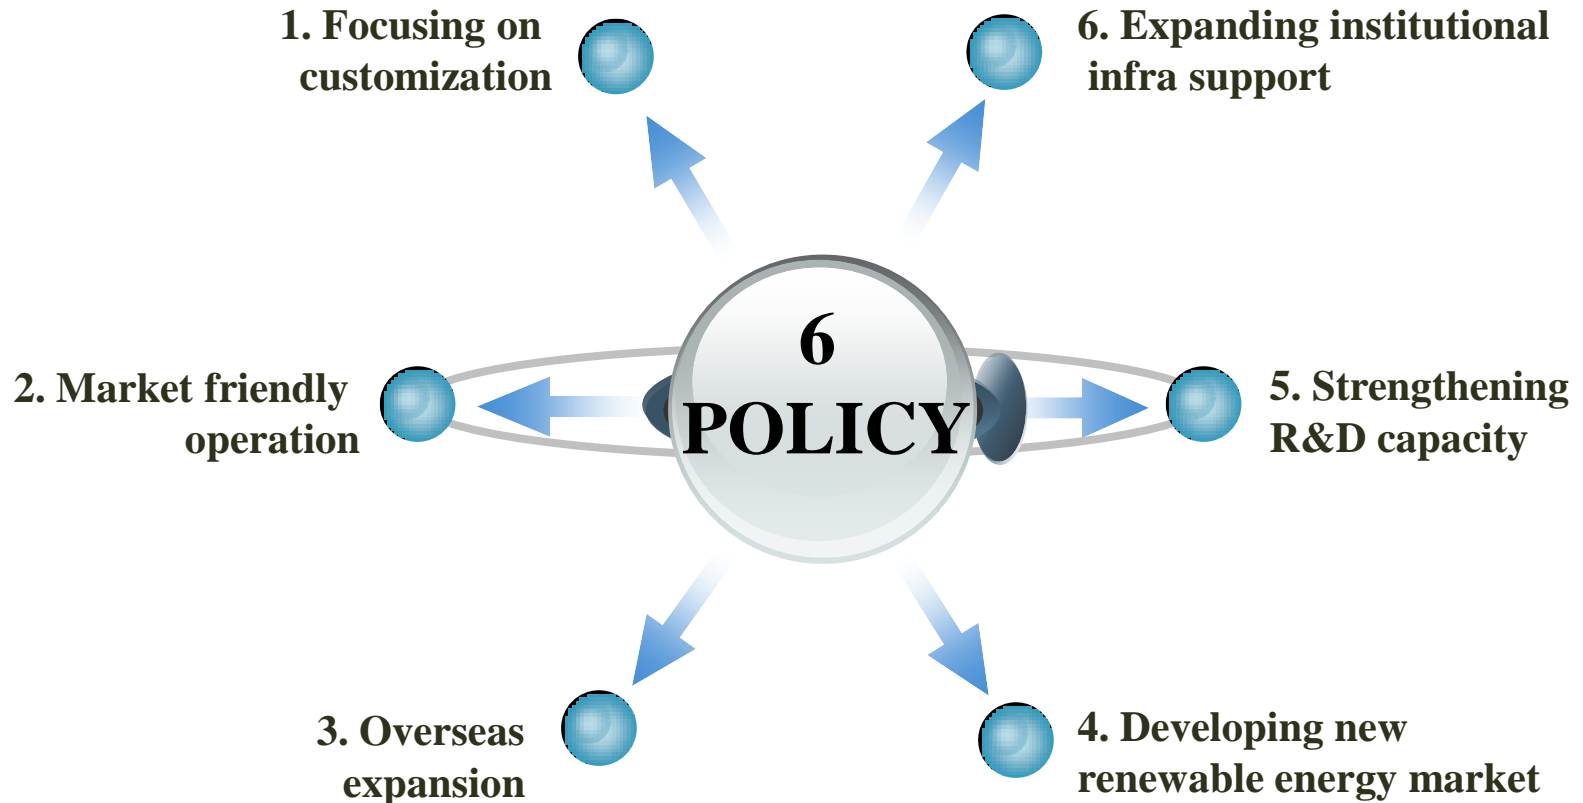 1. Focusing on
customization
6. Expanding institutional
infra support
6
POLICY
2. Market friendly
operation
5. Strengthening
R&D capacity
3. Overseas
expansion
4. Developing new
renewable energy market